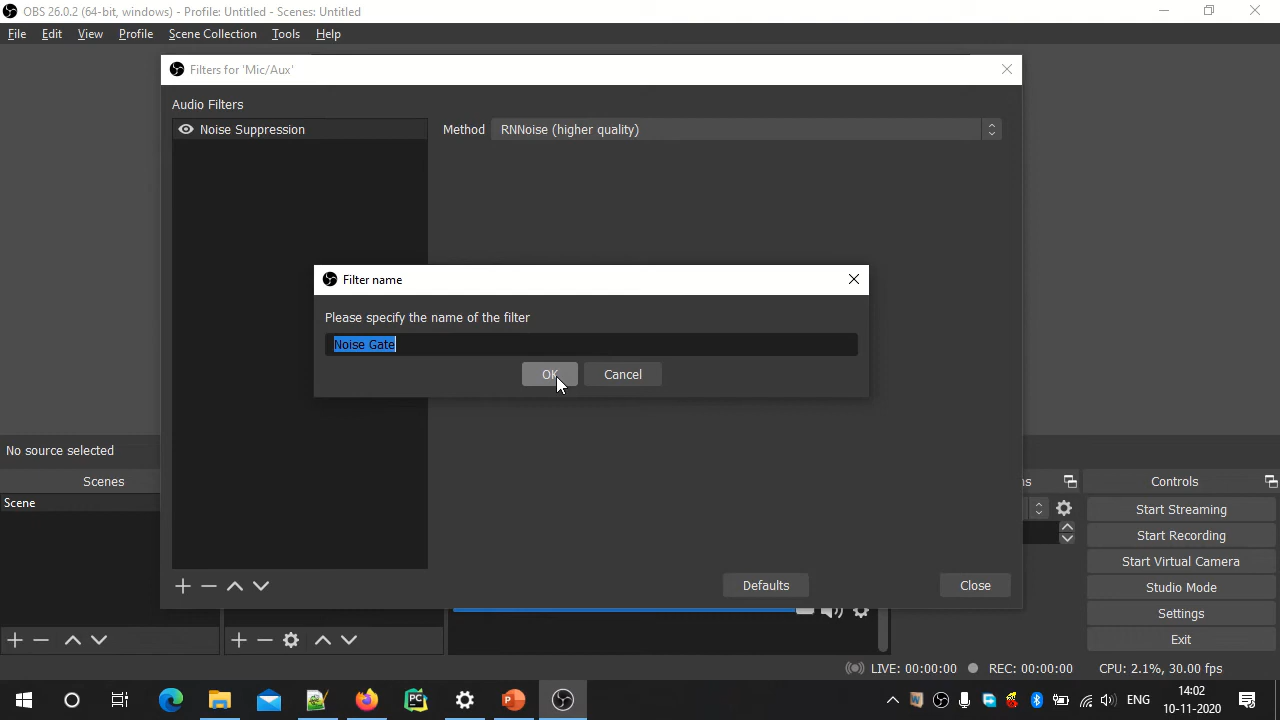 OBS 26.0.2 (64-bit, windows) - Profile: Untitled - Scenes: Untitled
File Edit View Profile Scene Collection Tools Help
Filters for 'Mic/Aux'
Audio Filters
Noise Suppression
Method RNNoise (higher quality)
Filter name
Please specify the name of the filter
Noise Gate
OK Cancel
No source selected
Scenes
Controls
Scene
Start Streaming
Start Recording
Start Virtual Camera
Studio Mode
Defaults Close
Settings
Exit
LIVE: 00:00:00 REC: 00:00:00 CPU: 2.1%, 30.00 fps
ENG
14:02
10-11-2020